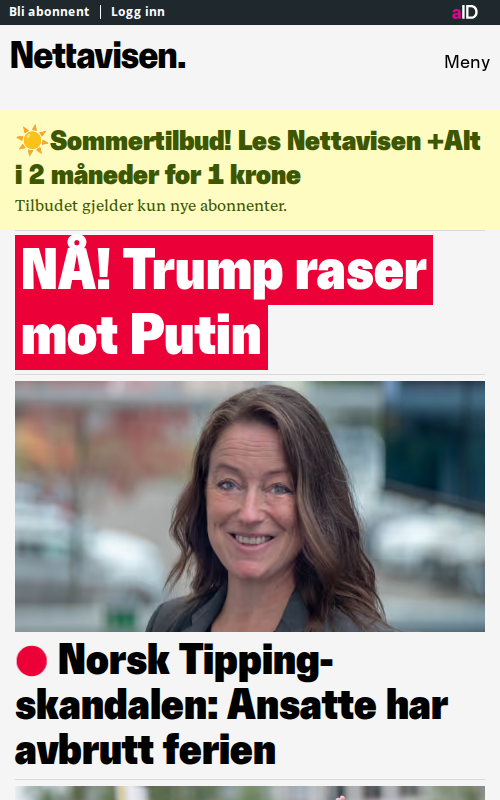 Bli abonnent | Logg inn aID
Nettavisen.
Meny
☀️Sommertilbud! Les Nettavisen +Alt
i 2 måneder for 1 krone
Tilbudet gjelder kun nye abonnenter.
NÅ! Trump raser
mot Putin
🔴 Norsk Tipping-
skandalen: Ansatte har
avbrutt ferien